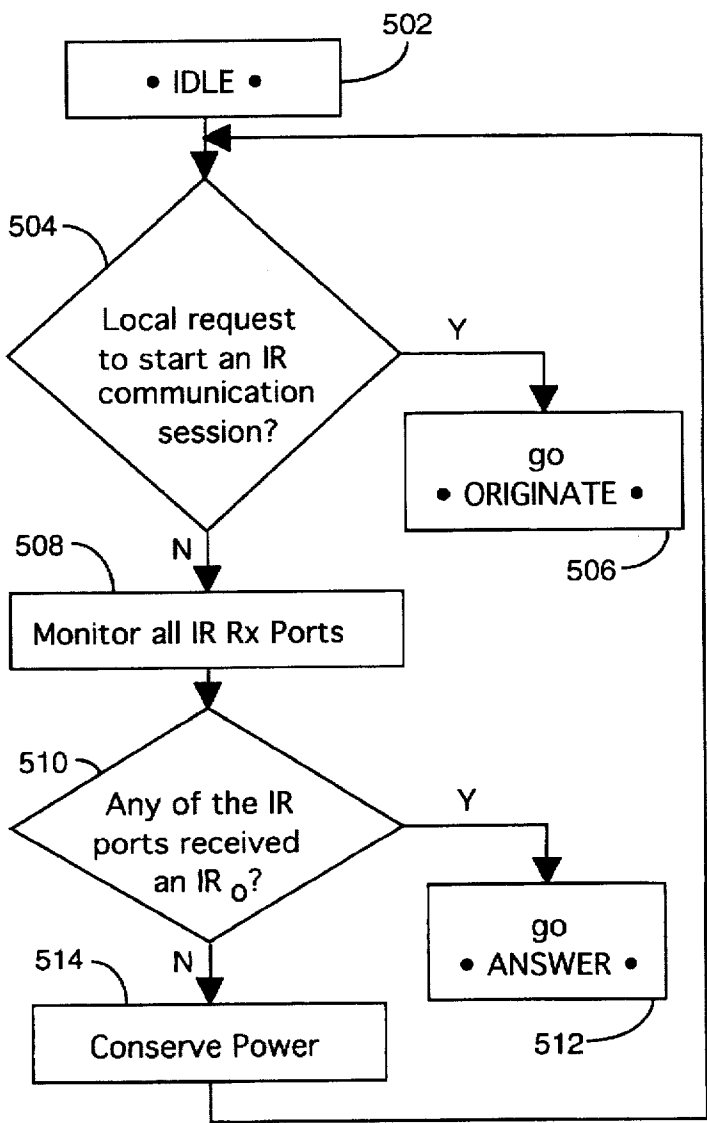 502
• IDLE •
504
Local request
to start an IR
communication
session?
Y
go
• ORIGINATE •
506
N
508
Monitor all IR Rx Ports
510
Any of the IR
ports received
an IR o?
Y
go
• ANSWER •
512
N
514
Conserve Power